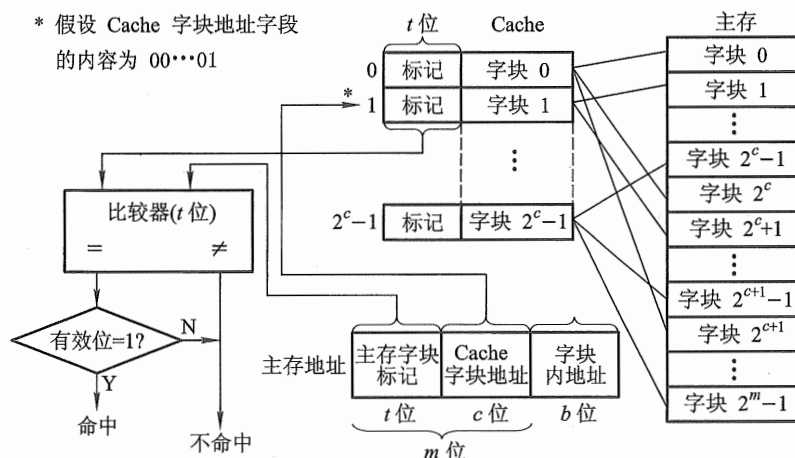 * 假设 Cache 字块地址字段
的内容为 00⋯01
t 位
Cache
主存
0
标记
字块 0
*
1
标记
字块 1
⋮
2^c−1
标记
字块 2^c−1
字块 0
字块 1
⋮
字块 2^c−1
字块 2^c
字块 2^c+1
⋮
字块 2^{c+1}−1
字块 2^{c+1}
⋮
字块 2^m−1
比较器(t 位)
=
≠
有效位=1?
N
Y
命中
不命中
主存地址
主存字块
标记
Cache
字块地址
字块
内地址
t 位
c 位
b 位
m 位